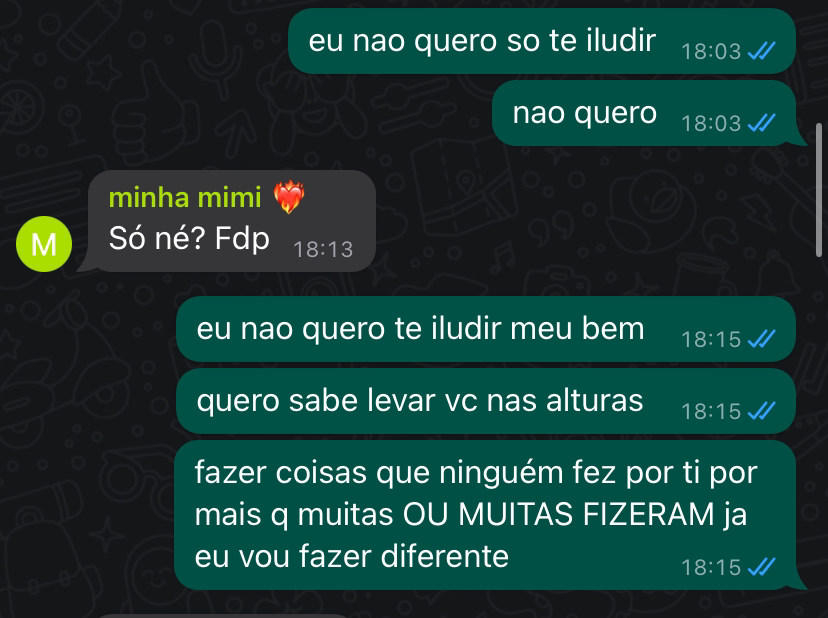 eu nao quero so te iludir 18:03
nao quero 18:03
minha mimi ❤️‍🔥
M
Só né? Fdp 18:13
eu nao quero te iludir meu bem 18:15
quero sabe levar vc nas alturas 18:15
fazer coisas que ninguém fez por ti por
mais q muitas OU MUITAS FIZERAM ja
eu vou fazer diferente 18:15